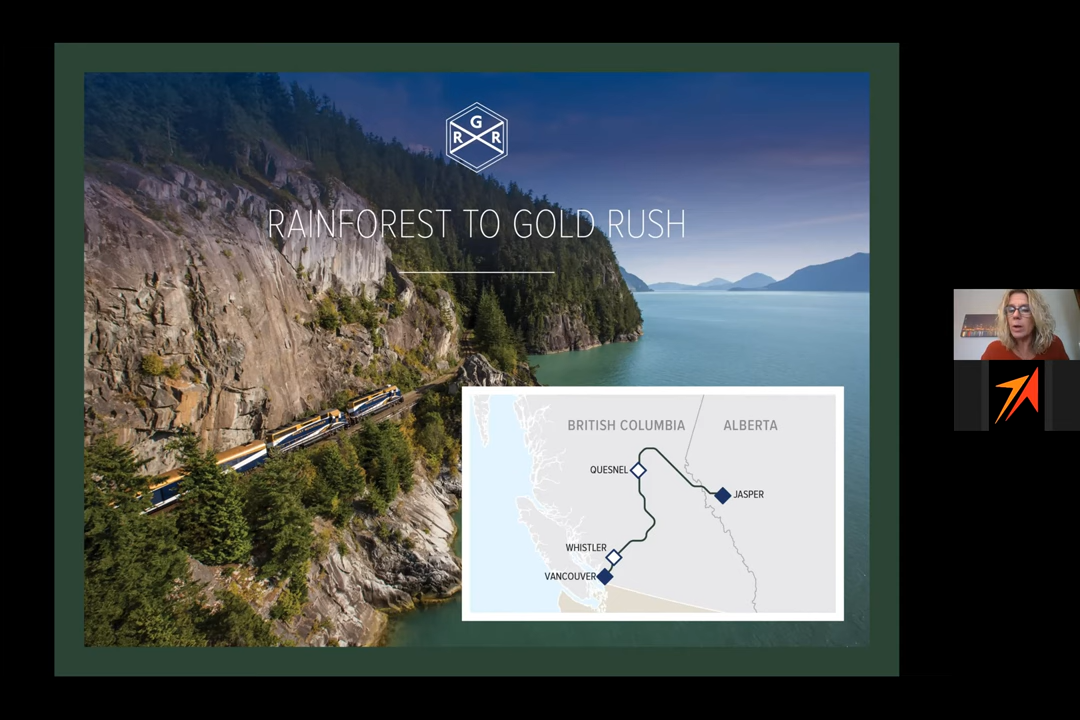 G
R R
RAINFOREST TO GOLD RUSH
BRITISH COLUMBIA
ALBERTA
QUESNEL
JASPER
WHISTLER
VANCOUVER